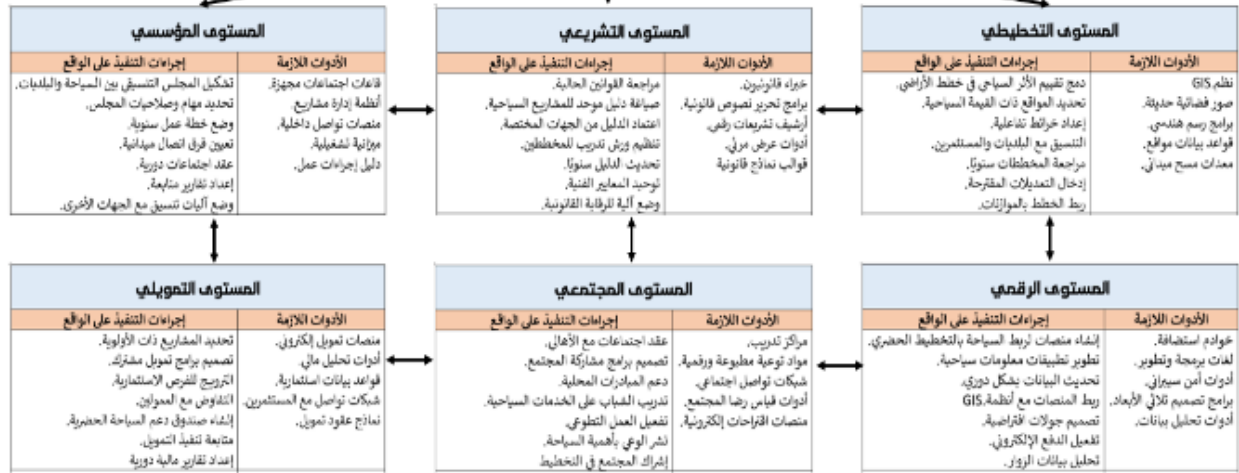 المستوى التخطيطي
الأدوات اللازمة
إجراءات التنفيذ على الواقع
نظم GIS.
صور فضائية حديثة.
برامج رسم هندسي.
قواعد بيانات مواقع.
معدات مسح ميداني.
دمج تقييم الأثر السياحي في خطط الأراضي.
تحديد المواقع ذات القيمة السياحية.
إعداد خرائط تفاعلية.
التنسيق مع البلديات والمستثمرين.
مراجعة المخططات سنويًا.
إدخال التعديلات المقترحة.
ربط الخطط بالموازنات.
المستوى التشريعي
الأدوات اللازمة
إجراءات التنفيذ على الواقع
خبراء قانونيون.
برامج تحرير نصوص قانونية.
أرشيف تشريعات رقمي.
أدوات عرض مرئي.
قوالب نماذج قانونية
مراجعة القوانين الحالية.
صياغة دليل موحد للمشاريع السياحية.
اعتماد الدليل من الجهات المختصة.
تنظيم ورش تدريب للمخططين.
تحديث الدليل سنويًا.
توحيد المعايير الفنية.
وضع آلية للرقابة القانونية.
المستوى المؤسسي
الأدوات اللازمة
إجراءات التنفيذ على الواقع
قاعات اجتماعات مجهزة.
أنظمة إدارة مشاريع.
منصات تواصل داخلية.
ميزانية تشغيلية.
دليل إجراءات عمل.
تشكيل المجلس التنسيقي بين السياحة والبلديات.
تحديد مهام وصلاحيات المجلس.
وضع خطة عمل سنوية.
تعيين فرق اتصال ميدانية.
عقد اجتماعات دورية.
إعداد تقارير متابعة.
وضع آليات تنسيق مع الجهات الأخرى.
المستوى الرقمي
الأدوات اللازمة
إجراءات التنفيذ على الواقع
خوادم استضافة.
لغات برمجة وتطوير.
أدوات أمن سيبراني.
برامج تصميم ثلاثي الأبعاد.
أدوات تحليل بيانات.
إنشاء منصات لربط السياحة بالتخطيط الحضري.
تطوير تطبيقات معلومات سياحية.
تحديث البيانات بشكل دوري.
ربط المنصات مع أنظمة GIS.
تصميم جولات افتراضية.
تفعيل الدفع الإلكتروني.
تحليل بيانات الزوار.
المستوى المجتمعي
الأدوات اللازمة
إجراءات التنفيذ على الواقع
مراكز تدريب.
مواد توعية مطبوعة ورقمية.
شبكات تواصل اجتماعي.
أدوات قياس رضا المجتمع.
منصات اقتراحات إلكترونية.
عقد اجتماعات مع الأهالي.
تصميم برامج مشاركة المجتمع.
دعم المبادرات المحلية.
تدريب الشباب على الخدمات السياحية.
تفعيل العمل التطوعي.
نشر الوعي بأهمية السياحة.
إشراك المجتمع في التخطيط
المستوى التمويلي
الأدوات اللازمة
إجراءات التنفيذ على الواقع
منصات تمويل إلكتروني.
أدوات تحليل مالي.
قواعد بيانات استثمارية.
شبكات تواصل مع المستثمرين.
نماذج عقود تمويل.
تحديد المشاريع ذات الأولوية.
تصميم برامج تمويل مشترك.
الترويج للفرص الاستثمارية.
التفاوض مع الممولين.
إنشاء صندوق دعم السياحة الحضرية.
متابعة تنفيذ التمويل.
إعداد تقارير مالية دورية